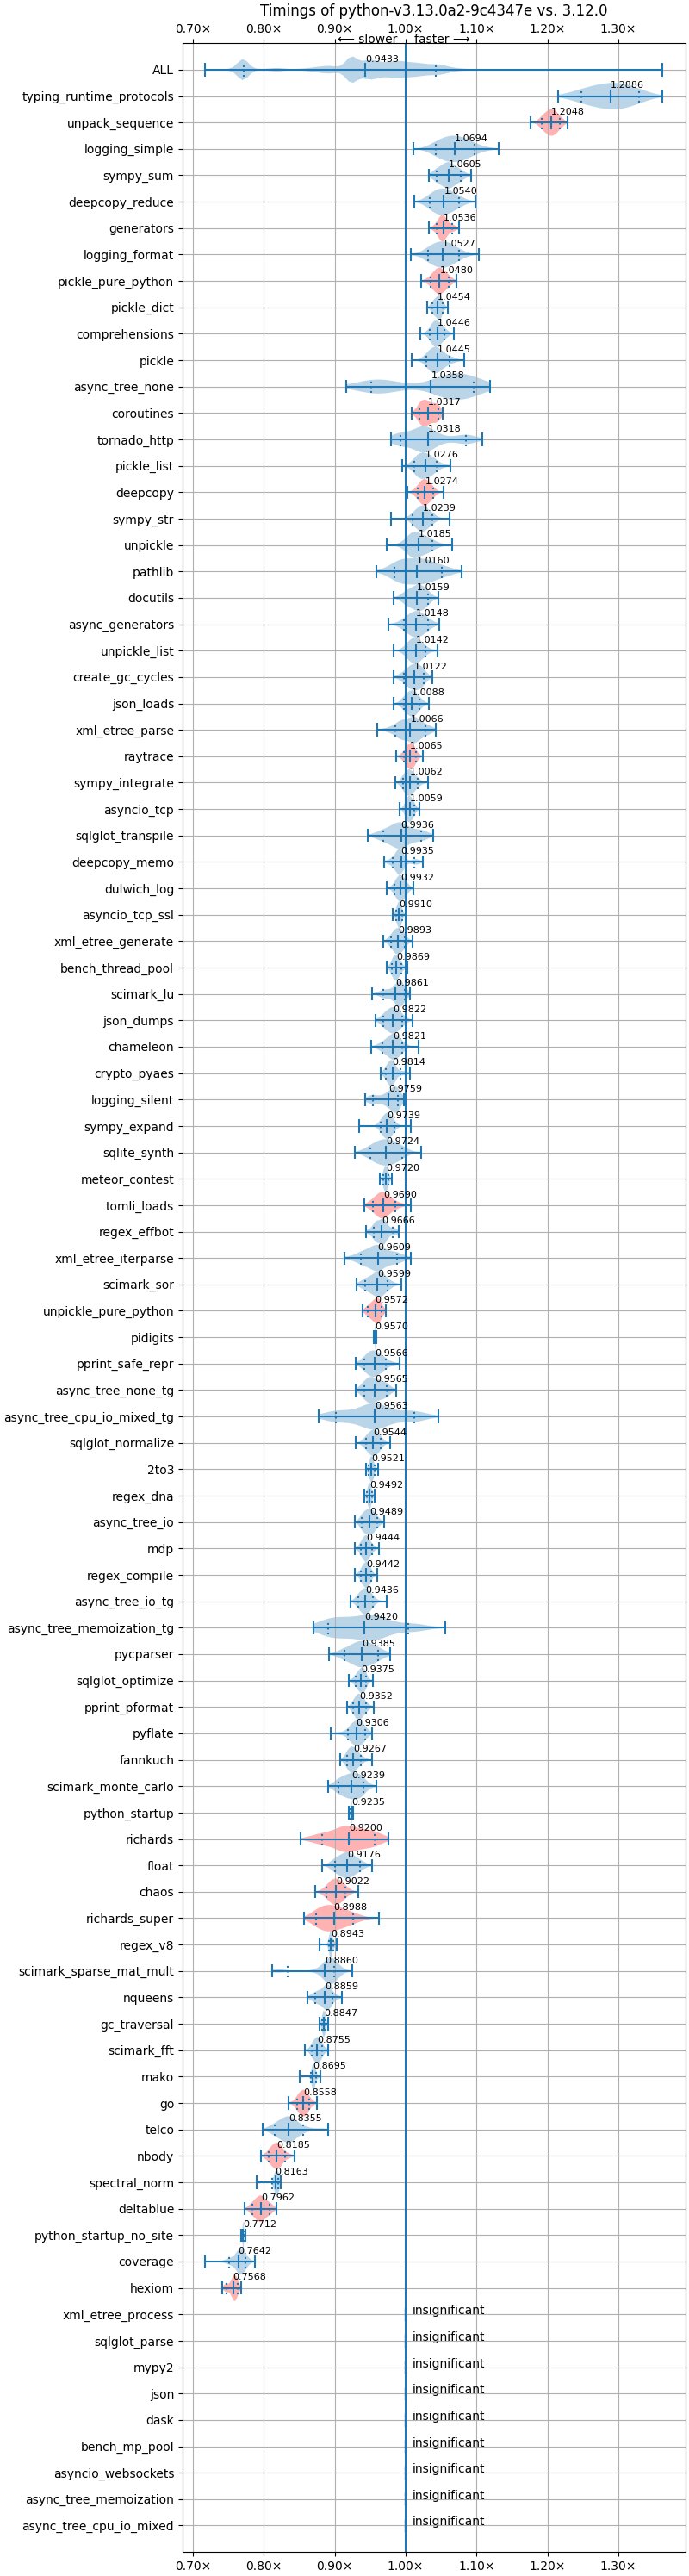 Timings of python-v3.13.0a2-9c4347e vs. 3.12.0
0.70× 0.80× 0.90× 1.00× 1.10× 1.20× 1.30×
⟵ slower faster ⟶
ALL 0.9433
typing_runtime_protocols 1.2886
unpack_sequence 1.2048
logging_simple 1.0694
sympy_sum 1.0605
deepcopy_reduce 1.0540
generators 1.0536
logging_format 1.0527
pickle_pure_python 1.0480
pickle_dict 1.0454
comprehensions 1.0446
pickle 1.0445
async_tree_none 1.0358
coroutines 1.0317
tornado_http 1.0318
pickle_list 1.0276
deepcopy 1.0274
sympy_str 1.0239
unpickle 1.0185
pathlib 1.0160
docutils 1.0159
async_generators 1.0148
unpickle_list 1.0142
create_gc_cycles 1.0122
json_loads 1.0088
xml_etree_parse 1.0066
raytrace 1.0065
sympy_integrate 1.0062
asyncio_tcp 1.0059
sqlglot_transpile 0.9936
deepcopy_memo 0.9935
dulwich_log 0.9932
asyncio_tcp_ssl 0.9910
xml_etree_generate 0.9893
bench_thread_pool 0.9869
scimark_lu 0.9861
json_dumps 0.9822
chameleon 0.9821
crypto_pyaes 0.9814
logging_silent 0.9759
sympy_expand 0.9739
sqlite_synth 0.9724
meteor_contest 0.9720
tomli_loads 0.9690
regex_effbot 0.9666
xml_etree_iterparse 0.9609
scimark_sor 0.9599
unpickle_pure_python 0.9572
pidigits 0.9570
pprint_safe_repr 0.9566
async_tree_none_tg 0.9565
async_tree_cpu_io_mixed_tg 0.9563
sqlglot_normalize 0.9544
2to3 0.9521
regex_dna 0.9492
async_tree_io 0.9489
mdp 0.9444
regex_compile 0.9442
async_tree_io_tg 0.9436
async_tree_memoization_tg 0.9420
pycparser 0.9385
sqlglot_optimize 0.9375
pprint_pformat 0.9352
pyflate 0.9306
fannkuch 0.9267
scimark_monte_carlo 0.9239
python_startup 0.9235
richards 0.9200
float 0.9176
chaos 0.9022
richards_super 0.8988
regex_v8 0.8943
scimark_sparse_mat_mult 0.8860
nqueens 0.8859
gc_traversal 0.8847
scimark_fft 0.8755
mako 0.8695
go 0.8558
telco 0.8355
nbody 0.8185
spectral_norm 0.8163
deltablue 0.7962
python_startup_no_site 0.7712
coverage 0.7642
hexiom 0.7568
xml_etree_process insignificant
sqlglot_parse insignificant
mypy2 insignificant
json insignificant
dask insignificant
bench_mp_pool insignificant
asyncio_websockets insignificant
async_tree_memoization insignificant
async_tree_cpu_io_mixed insignificant
0.70× 0.80× 0.90× 1.00× 1.10× 1.20× 1.30×